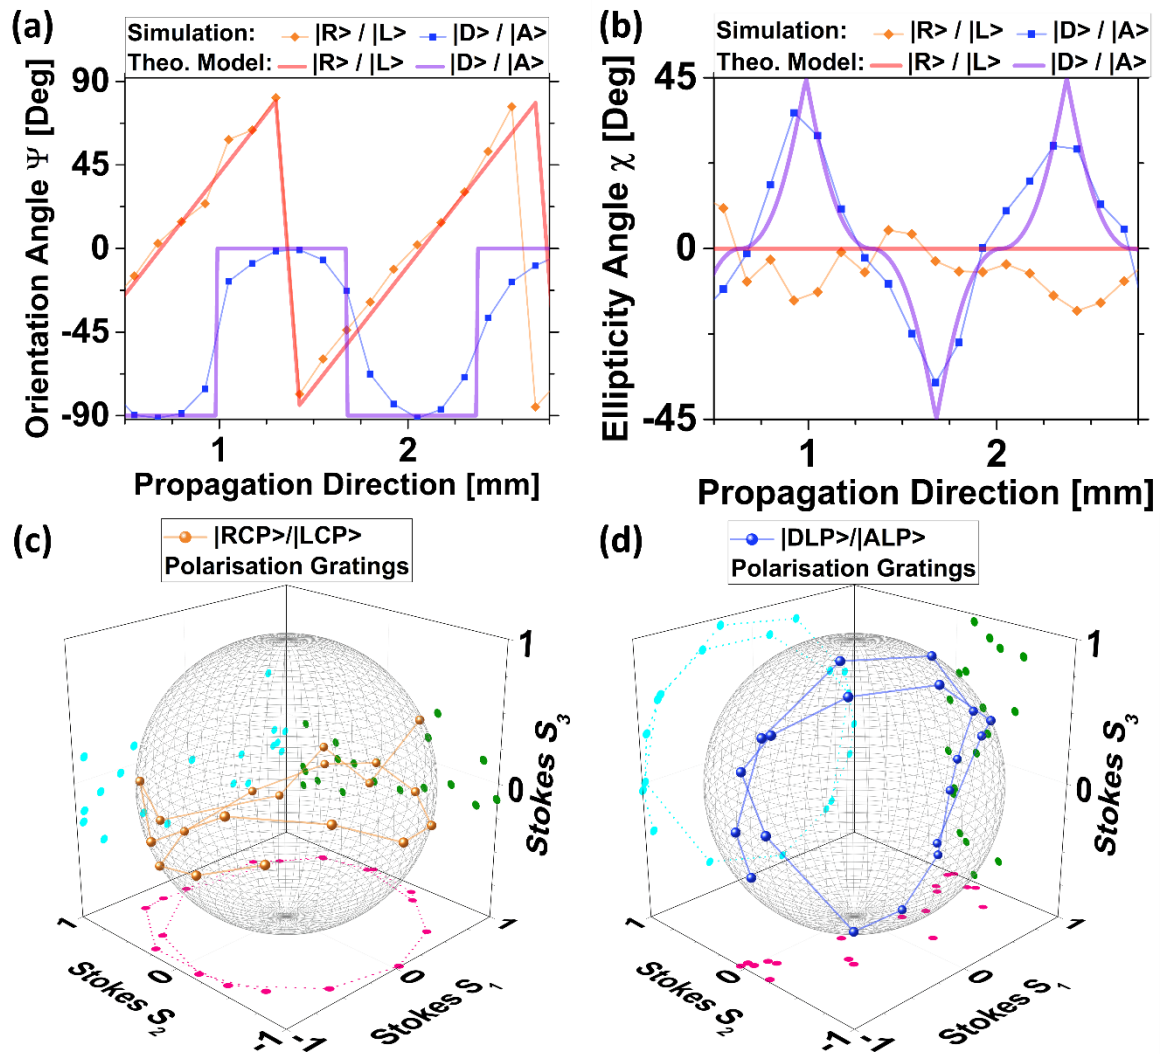 (a)
Simulation: |R> / |L> |D> / |A>
Theo. Model: |R> / |L> |D> / |A>
90
45
0
-45
-90
Orientation Angle Ψ [Deg]
1 2
Propagation Direction [mm]
(b)
Simulation: |R> / |L> |D> / |A>
Theo. Model: |R> / |L> |D> / |A>
45
0
-45
Ellipticity Angle χ [Deg]
1 2
Propagation Direction [mm]
(c)
|RCP>/|LCP>
Polarisation Gratings
1
0
Stokes S3
1
0
-1
Stokes S2
-1
0
1
Stokes S1
(d)
|DLP>/|ALP>
Polarisation Gratings
1
0
Stokes S3
1
0
-1
Stokes S2
-1
0
1
Stokes S1